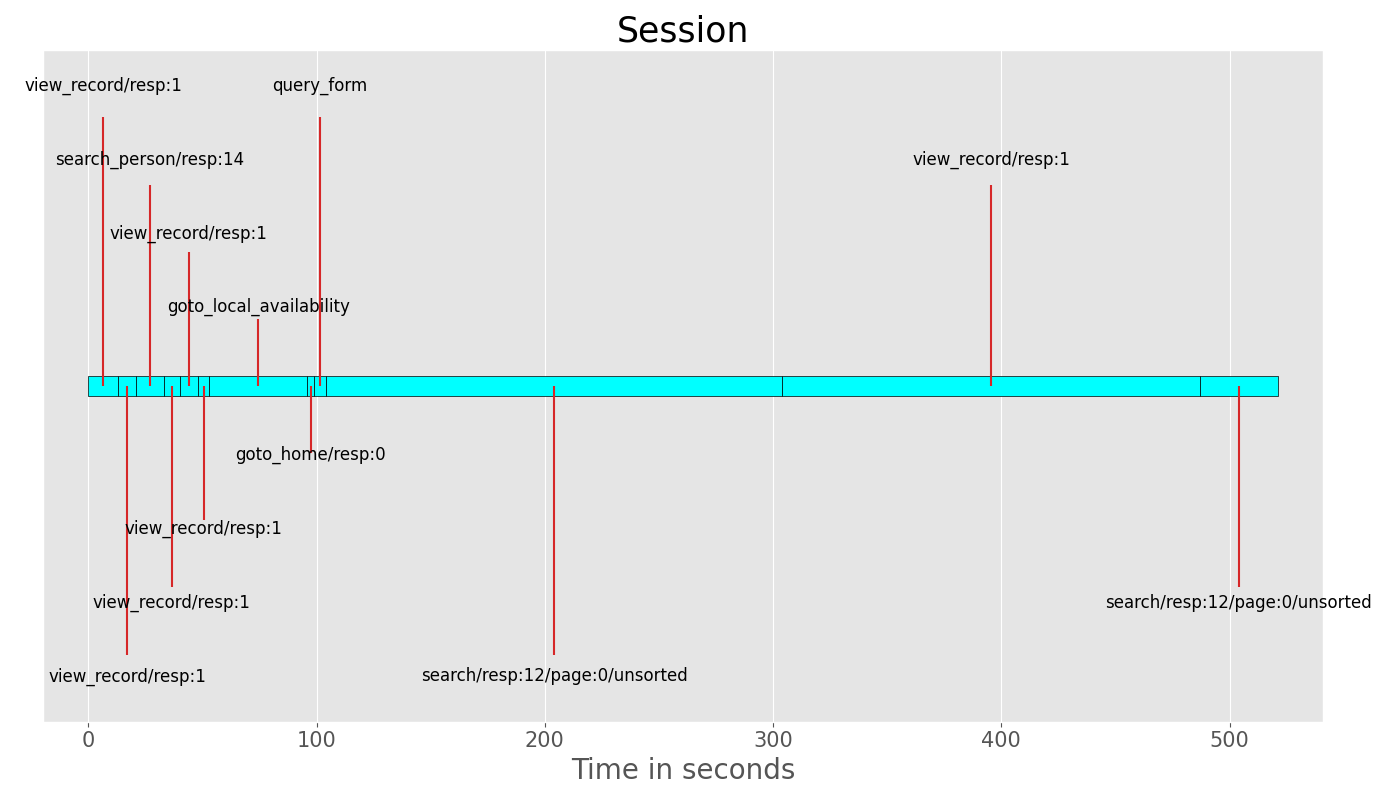 Session
view_record/resp:1
query_form
search_person/resp:14
view_record/resp:1
view_record/resp:1
goto_local_availability
goto_home/resp:0
view_record/resp:1
view_record/resp:1
search/resp:12/page:0/unsorted
view_record/resp:1
search/resp:12/page:0/unsorted
0 100 200 300 400 500
Time in seconds